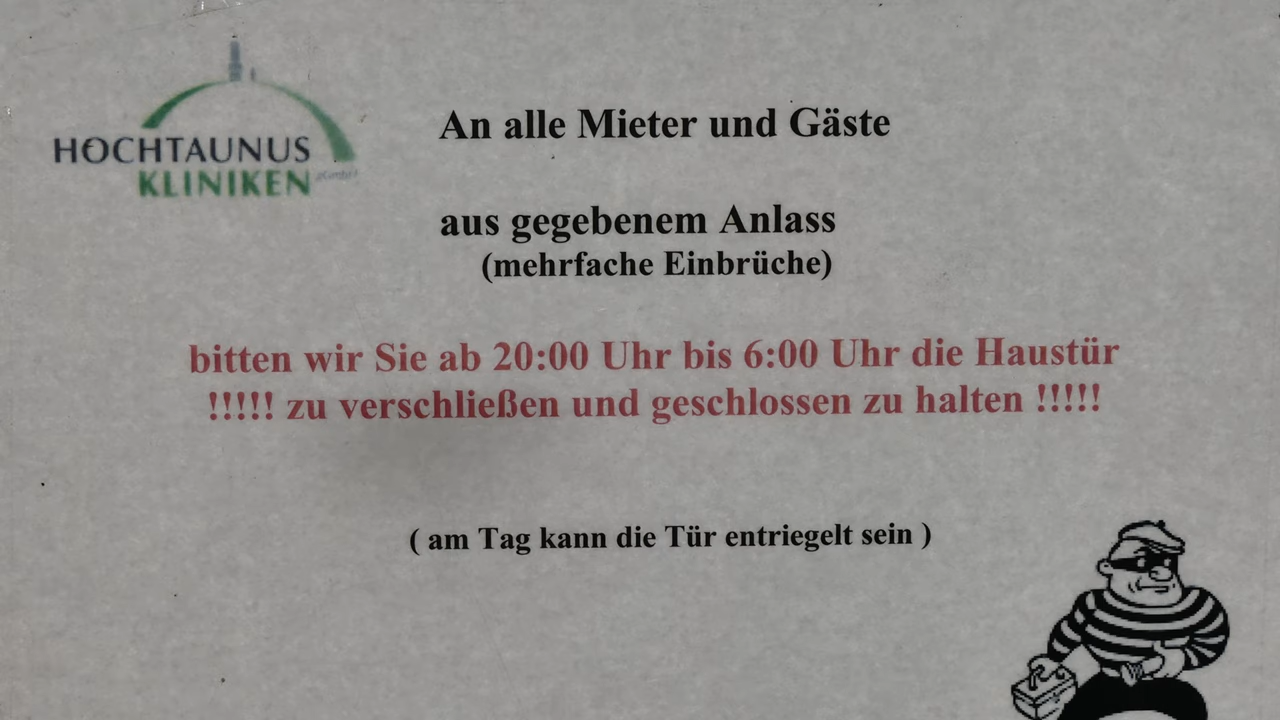 HOCHTAUNUS
KLINIKEN
An alle Mieter und Gäste
aus gegebenem Anlass
(mehrfache Einbrüche)
bitten wir Sie ab 20:00 Uhr bis 6:00 Uhr die Haustür
!!!!! zu verschließen und geschlossen zu halten !!!!!
( am Tag kann die Tür entriegelt sein )